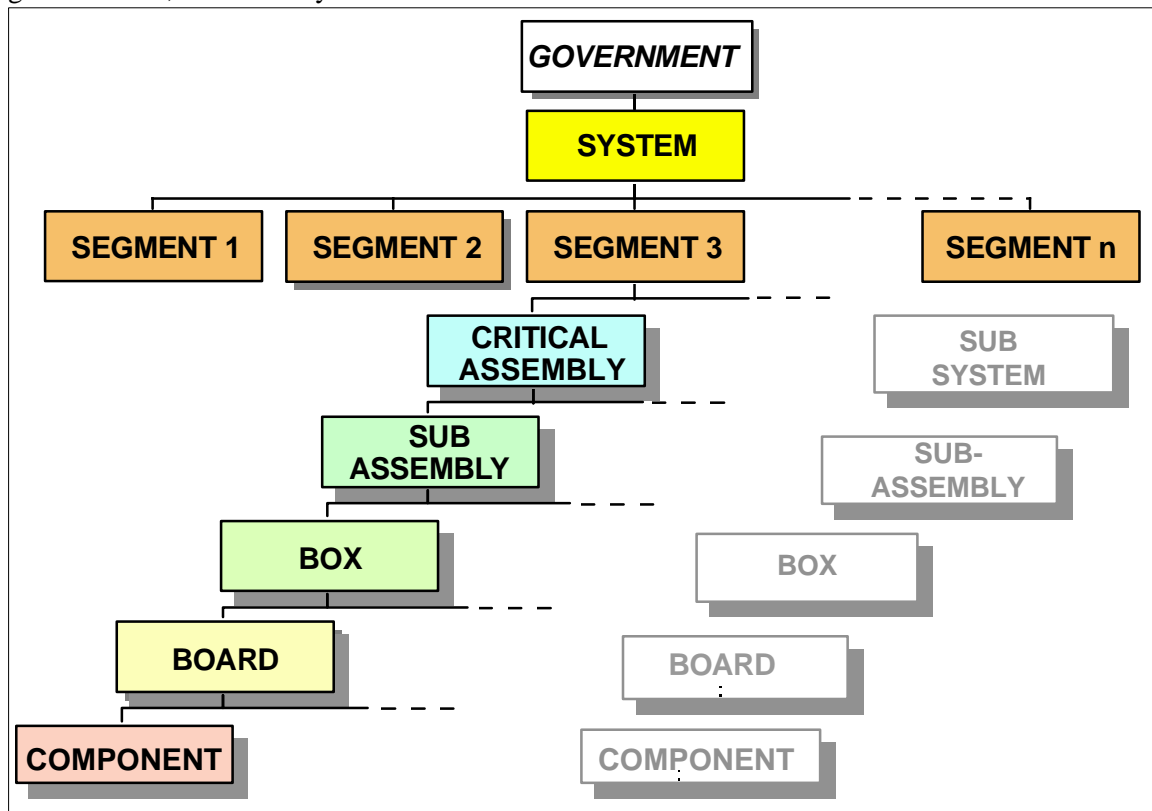 GOVERNMENT
SYSTEM
SEGMENT 1
SEGMENT 2
SEGMENT 3
SEGMENT n
CRITICAL
ASSEMBLY
SUB
SYSTEM
SUB
ASSEMBLY
SUB-
ASSEMBLY
BOX
BOX
BOARD
BOARD
COMPONENT
COMPONENT